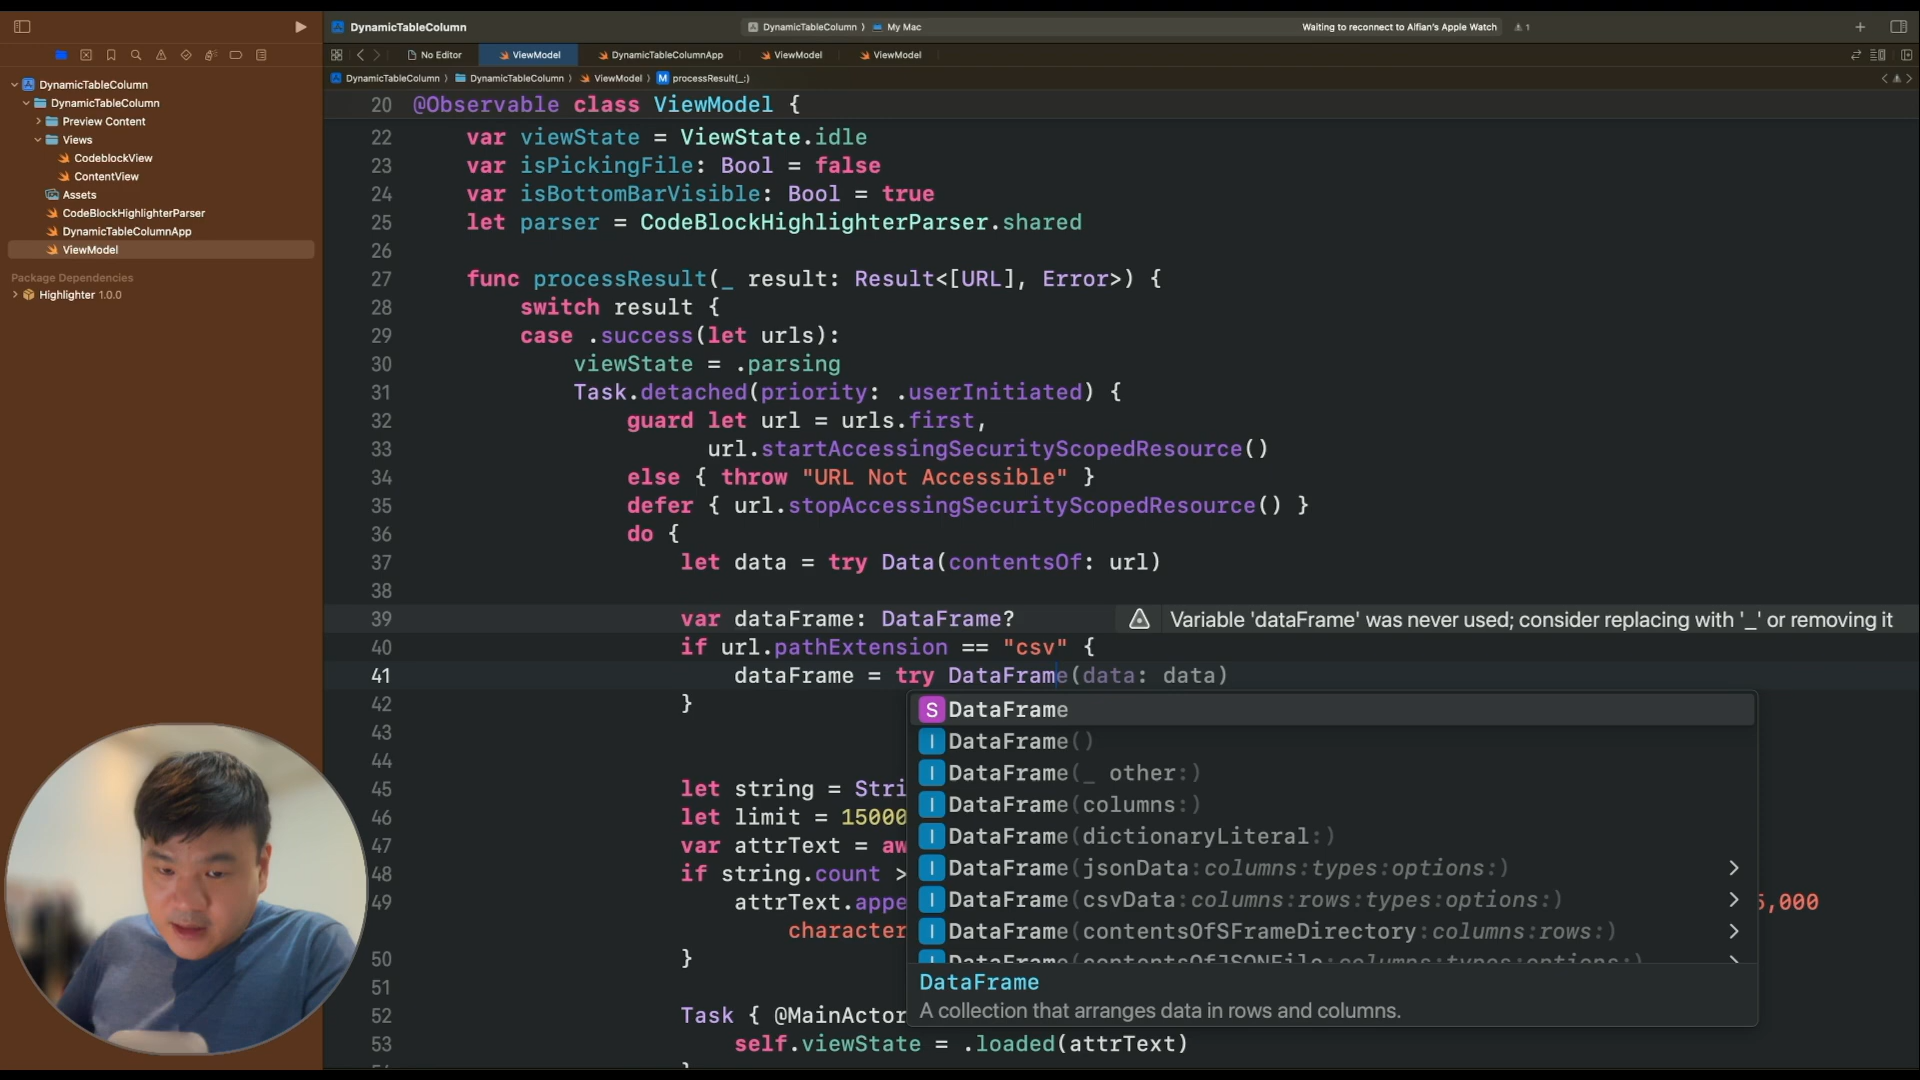 DynamicTableColumn
DynamicTableColumn
Preview Content
Views
CodeblockView
ContentView
Assets
CodeBlockHighlighterParser
DynamicTableColumnApp
ViewModel
Package Dependencies
Highlighter 1.0.0
DynamicTableColumn
DynamicTableColumn
My Mac
Waiting to reconnect to Alfian's Apple Watch
1
No Editor
ViewModel
DynamicTableColumnApp
ViewModel
ViewModel
DynamicTableColumn DynamicTableColumn ViewModel M processResult(_:)
20 @Observable class ViewModel {
22 var viewState = ViewState.idle
23 var isPickingFile: Bool = false
24 var isBottomBarVisible: Bool = true
25 let parser = CodeBlockHighlighterParser.shared
26
27 func processResult(_ result: Result<[URL], Error>) {
28 switch result {
29 case .success(let urls):
30 viewState = .parsing
31 Task.detached(priority: .userInitiated) {
32 guard let url = urls.first,
33 url.startAccessingSecurityScopedResource()
34 else { throw "URL Not Accessible" }
35 defer { url.stopAccessingSecurityScopedResource() }
36 do {
37 let data = try Data(contentsOf: url)
38
39 var dataFrame: DataFrame? Variable 'dataFrame' was never used; consider replacing with '_' or removing it
40 if url.pathExtension == "csv" {
41 dataFrame = try DataFrame(data: data)
42 }
43
44
45 let string = Stri
46 let limit = 15000
47 var attrText = aw
48 if string.count >
49 attrText.appe
character
5,000
50 }
51
52 Task { @MainActor
53 self.viewState = .loaded(attrText)
S DataFrame
I DataFrame()
I DataFrame(_ other:)
I DataFrame(columns:)
I DataFrame(dictionaryLiteral:)
I DataFrame(jsonData:columns:types:options:)
I DataFrame(csvData:columns:rows:types:options:)
I DataFrame(contentsOfSFrameDirectory:columns:rows:)
I DataFrame(contentsOfJSONFile:columns:types:options:)
DataFrame
A collection that arranges data in rows and columns.